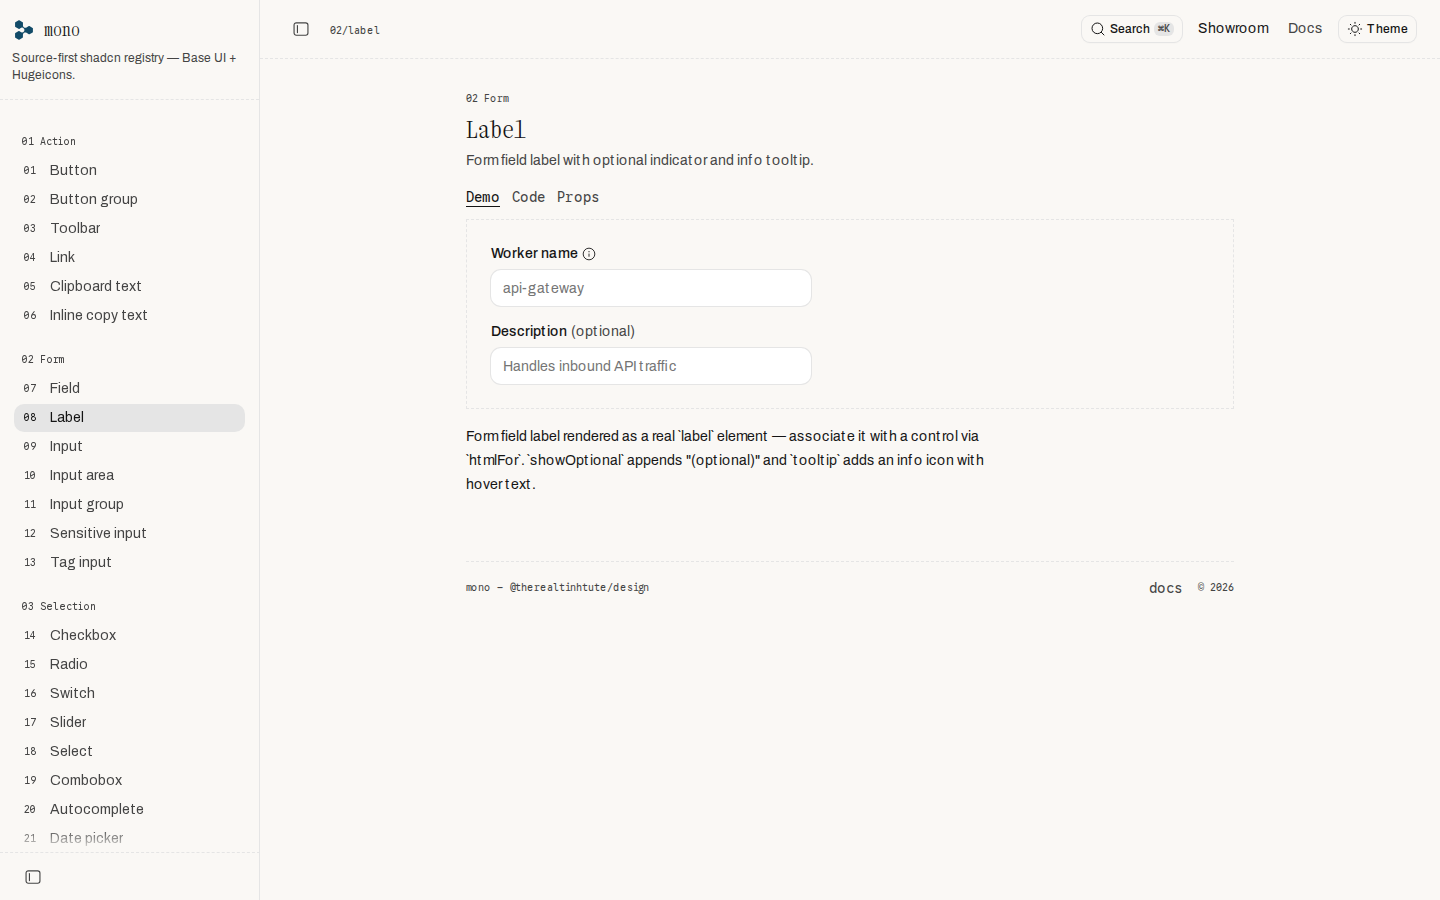 mono
Source-first shadcn registry — Base UI +
Hugeicons.
01 Action
01 Button
02 Button group
03 Toolbar
04 Link
05 Clipboard text
06 Inline copy text
02 Form
07 Field
08 Label
09 Input
10 Input area
11 Input group
12 Sensitive input
13 Tag input
03 Selection
14 Checkbox
15 Radio
16 Switch
17 Slider
18 Select
19 Combobox
20 Autocomplete
21 Date picker
02/label
Search ⌘K
Showroom
Docs
Theme
02 Form
Label
Form field label with optional indicator and info tooltip.
Demo Code Props
Worker name
api-gateway
Description (optional)
Handles inbound API traffic
Form field label rendered as a real `label` element — associate it with a control via
`htmlFor`. `showOptional` appends "(optional)" and `tooltip` adds an info icon with
hover text.
mono — @therealtinhtute/design
docs
© 2026